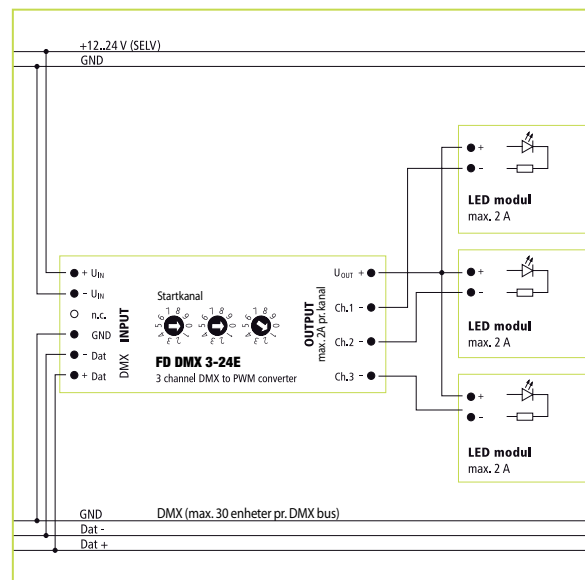 +12..24 V (SELV)
GND
+ -
LED modul
max. 2 A
+ UIN
- UIN
n.c.
GND
- Dat
+ Dat
INPUT
DMX
Startkanal
FD DMX 3-24E
3 channel DMX to PWM converter
OUTPUT
max. 2A pr. kanal
UOUT +
Ch.1 -
Ch.2 -
Ch.3 -
+ -
LED modul
max. 2 A
+ -
LED modul
max. 2 A
GND DMX (max. 30 enheter pr. DMX bus)
Dat -
Dat +